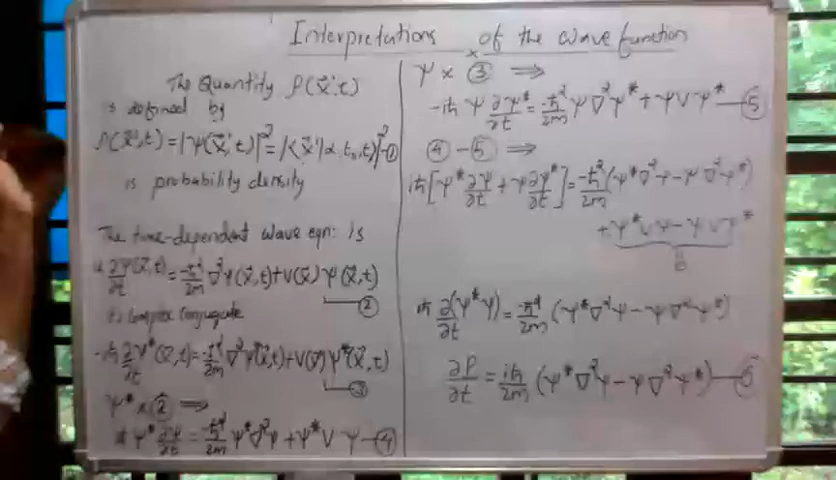 Interpretations of the wave function
The Quantity ρ(x⃗',t)
is defined by
ρ(x⃗',t) = |ψ(x⃗',t)|² = |⟨x⃗'|α,t₀,t⟩|² —①
is probability density
The time-dependent wave eqn: is
iħ ∂ψ(x⃗,t)/∂t = -ħ²/2m ∇²ψ(x⃗,t) + V(x⃗) ψ(x⃗,t) —②
It's Complex conjugate
-iħ ∂/∂t ψ*(x⃗,t) = -ħ²/2m ∇²ψ*(x⃗,t) + V(x⃗) ψ*(x⃗,t) —③
ψ* × ② ⇒
iħ ψ* ∂ψ/∂t = -ħ²/2m ψ*∇²ψ + ψ* V ψ —④
ψ × ③ ⇒
-iħ ψ ∂ψ*/∂t = -ħ²/2m ψ∇²ψ* + ψ V ψ* —⑤
④ - ⑤ ⇒
iħ [ψ* ∂ψ/∂t + ψ ∂ψ*/∂t] = -ħ²/2m (ψ*∇²ψ - ψ∇²ψ*)
+ ψ* V ψ - ψ V ψ*
0
iħ ∂(ψ*ψ)/∂t = -ħ²/2m (ψ*∇²ψ - ψ∇²ψ*)
∂ρ/∂t = iħ/2m (ψ*∇²ψ - ψ∇²ψ*) —⑥